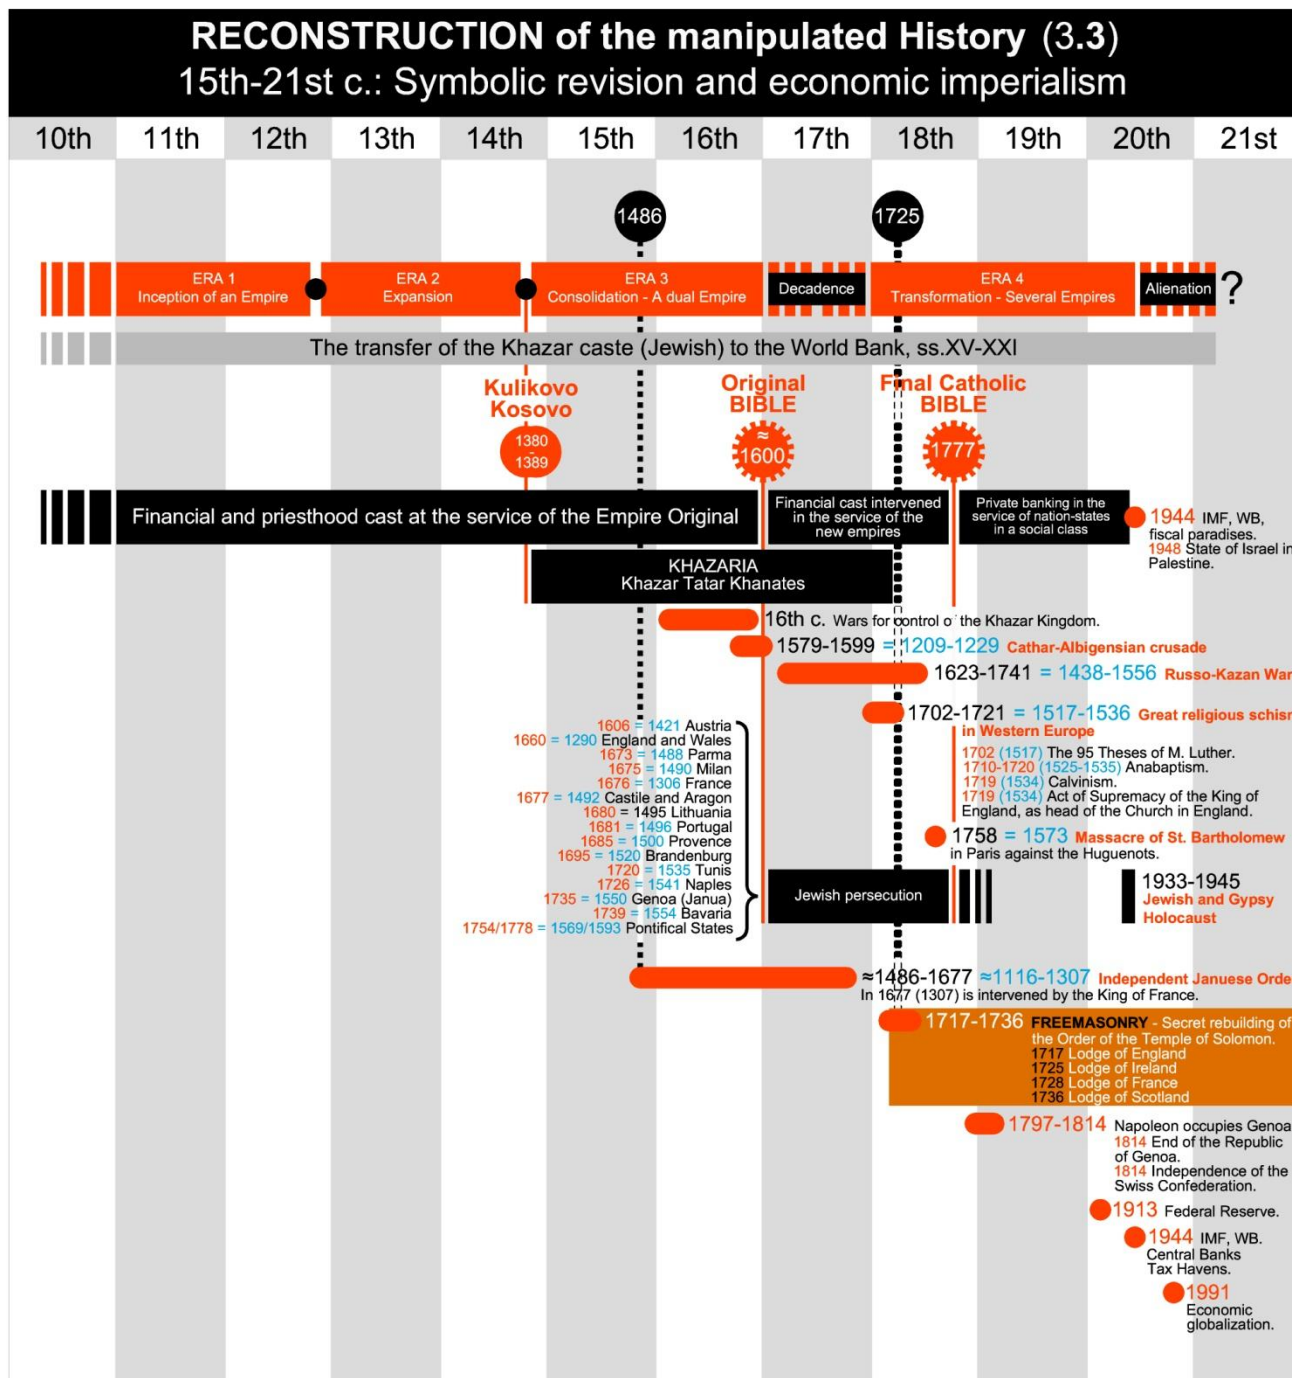 RECONSTRUCTION of the manipulated History (3.3)
15th-21st c.: Symbolic revision and economic imperialism
10th 11th 12th 13th 14th 15th 16th 17th 18th 19th 20th 21st
1486
1725
ERA 1
Inception of an Empire
ERA 2
Expansion
ERA 3
Consolidation - A dual Empire
Decadence
ERA 4
Transformation - Several Empires
Alienation
?
The transfer of the Khazar caste (Jewish) to the World Bank, ss.XV-XXI
Kulikovo
Kosovo
1380
-
1389
Original
BIBLE
≈
1600
Final Catholic
BIBLE
1777
Financial and priesthood cast at the service of the Empire Original
Financial cast intervened
in the service of the
new empires
Private banking in the
service of nation-states
in a social class
1944 IMF, WB,
fiscal paradises.
1948 State of Israel in
Palestine.
KHAZARIA
Khazar Tatar Khanates
16th c. Wars for control of the Khazar Kingdom.
1579-1599 = 1209-1229 Cathar-Albigensian crusade
1623-1741 = 1438-1556 Russo-Kazan War
1702-1721 = 1517-1536 Great religious schism
in Western Europe
1702 (1517) The 95 Theses of M. Luther.
1710-1720 (1525-1535) Anabaptism.
1719 (1534) Calvinism.
1719 (1534) Act of Supremacy of the King of
England, as head of the Church in England.
1606 = 1421 Austria
1660 = 1290 England and Wales
1673 = 1488 Parma
1675 = 1490 Milan
1676 = 1306 France
1677 = 1492 Castile and Aragon
1680 = 1495 Lithuania
1681 = 1496 Portugal
1685 = 1500 Provence
1695 = 1520 Brandenburg
1720 = 1535 Tunis
1726 = 1541 Naples
1735 = 1550 Genoa (Janua)
1739 = 1554 Bavaria
1754/1778 = 1569/1593 Pontifical States
1758 = 1573 Massacre of St. Bartholomew
in Paris against the Huguenots.
Jewish persecution
1933-1945
Jewish and Gypsy
Holocaust
≈1486-1677 ≈1116-1307 Independent Januese Orde
In 1677 (1307) is intervened by the King of France.
1717-1736 FREEMASONRY - Secret rebuilding of
the Order of the Temple of Solomon.
1717 Lodge of England
1725 Lodge of Ireland
1728 Lodge of France
1736 Lodge of Scotland
1797-1814 Napoleon occupies Genoa
1814 End of the Republic
of Genoa.
1814 Independence of the
Swiss Confederation.
1913 Federal Reserve.
1944 IMF, WB.
Central Banks
Tax Havens.
1991
Economic
globalization.